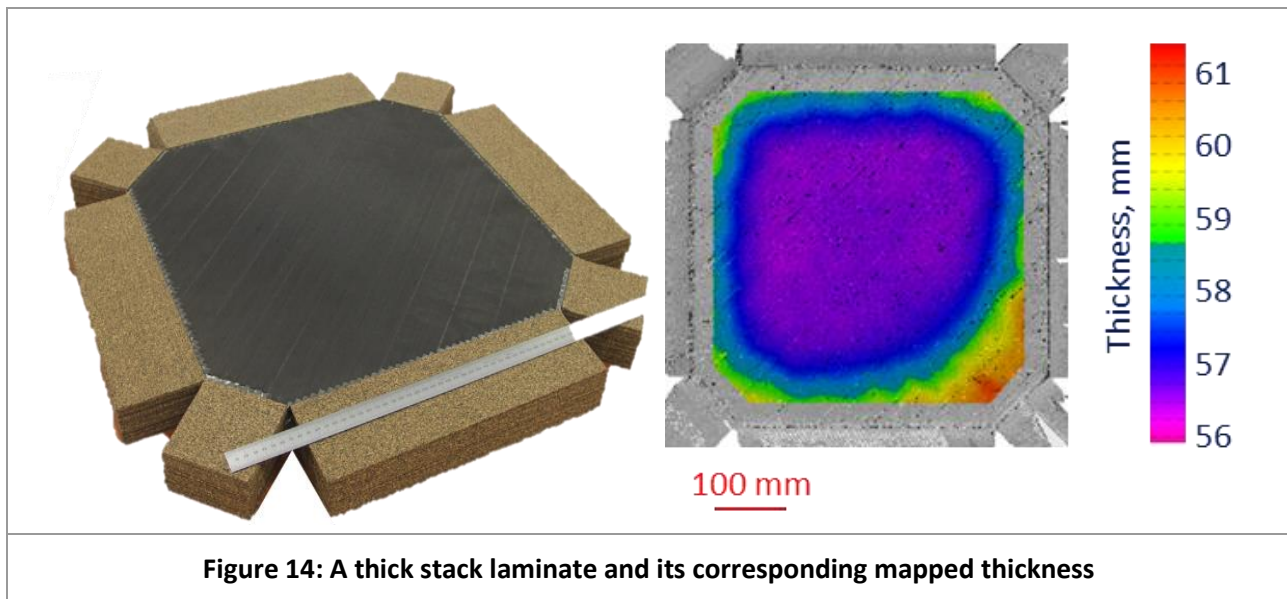 61
60
59
58
57
56
Thickness, mm
100 mm
Figure 14: A thick stack laminate and its corresponding mapped thickness